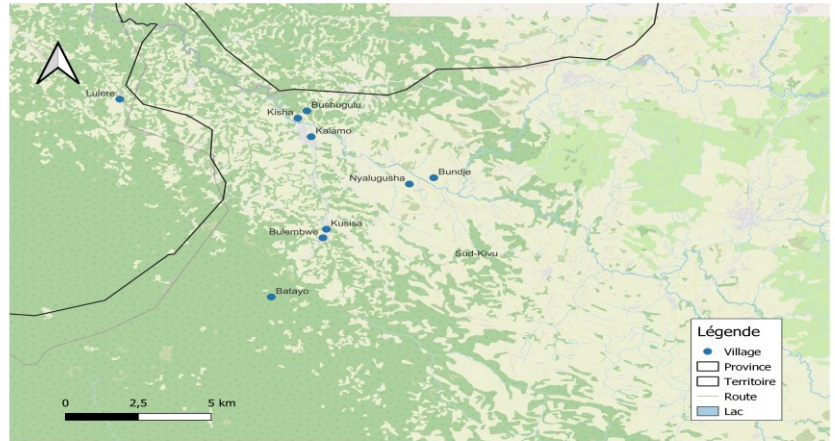 Lulere
Bushugulu
Kisha
Kalamo
Bundje
Nyalugusha
Kusisa
Bulembwe
Sud-Kivu
Batayo
Légende
Village
Province
Territoire
Route
Lac
0 2,5 5 km